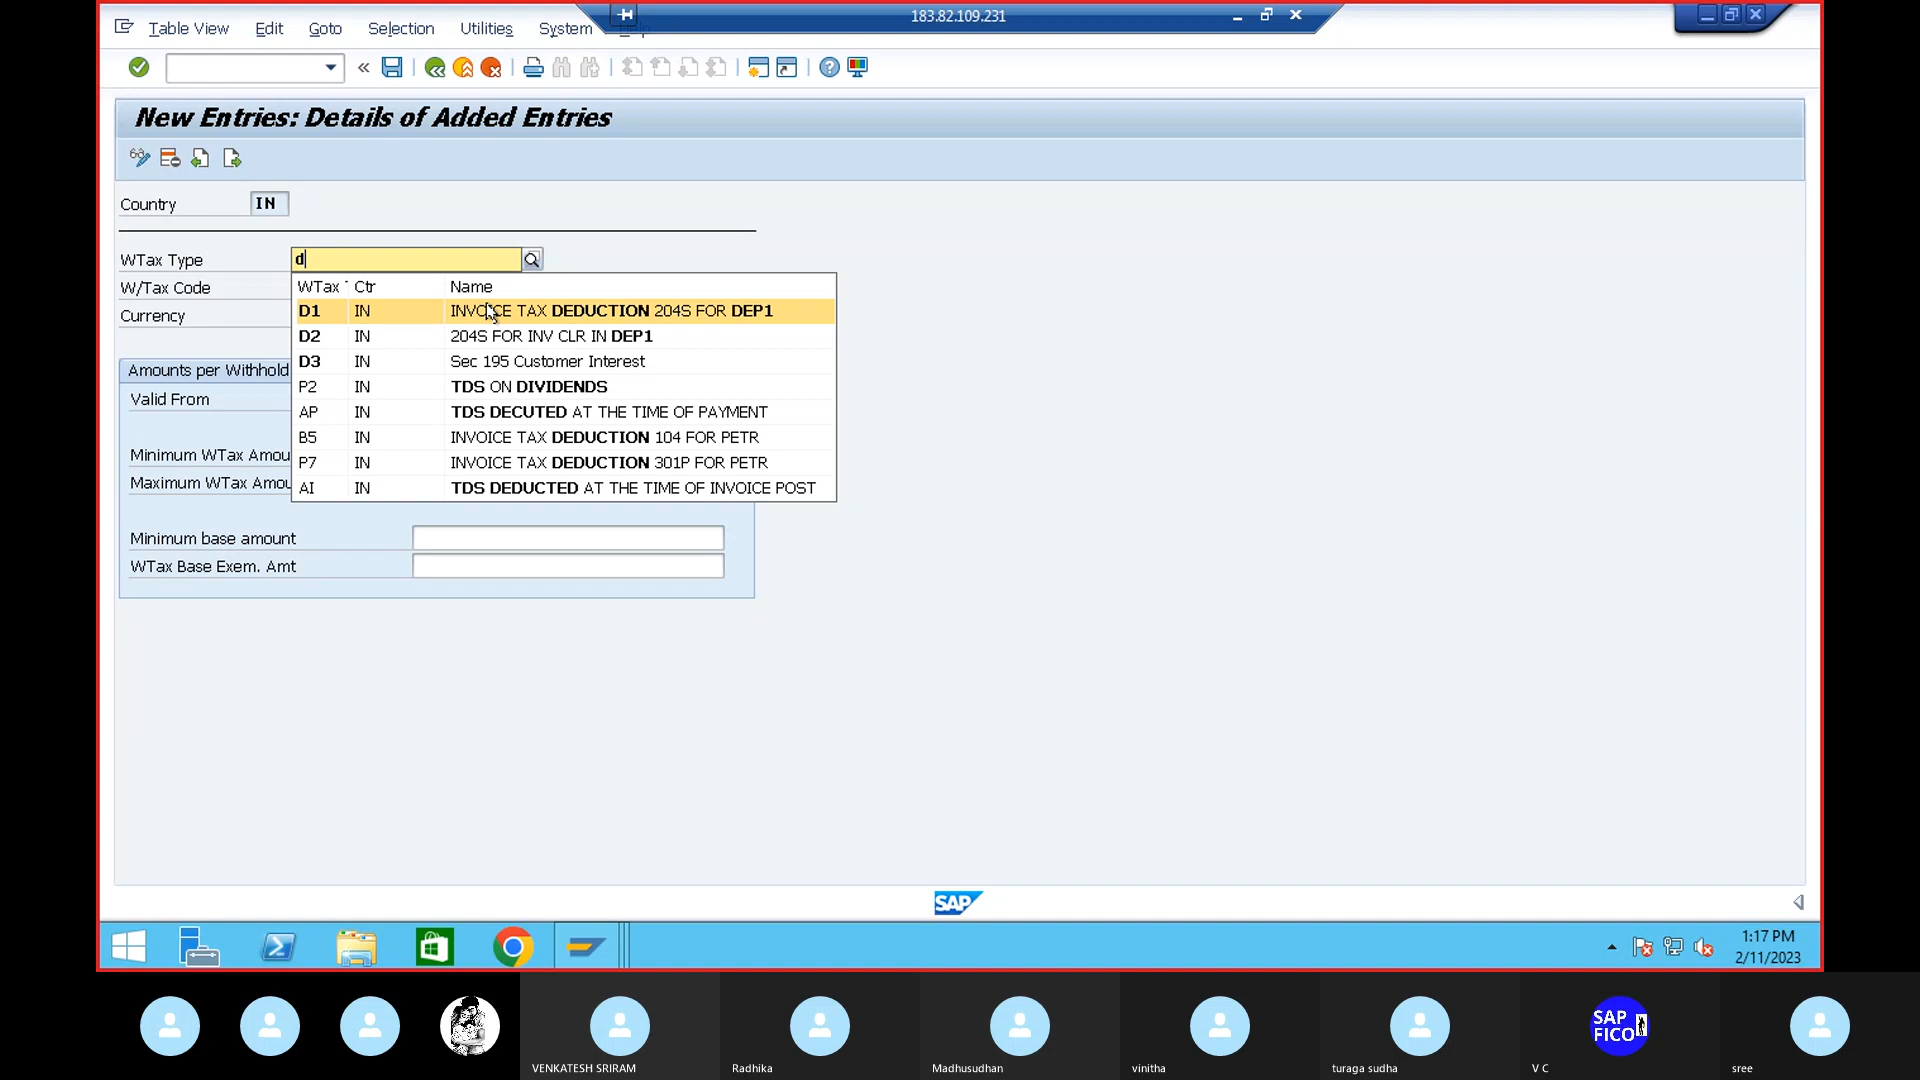 183.82.109.231
Table View Edit Goto Selection Utilities System Help
New Entries: Details of Added Entries
Country IN
WTax Type d
W/Tax Code
Currency
WTax T Ctr Name
D1 IN INVOICE TAX DEDUCTION 204S FOR DEP1
D2 IN 204S FOR INV CLR IN DEP1
D3 IN Sec 195 Customer Interest
P2 IN TDS ON DIVIDENDS
AP IN TDS DECUTED AT THE TIME OF PAYMENT
B5 IN INVOICE TAX DEDUCTION 104 FOR PETR
P7 IN INVOICE TAX DEDUCTION 301P FOR PETR
AI IN TDS DEDUCTED AT THE TIME OF INVOICE POST
Amounts per Withhold
Valid From
Minimum WTax Amou
Maximum WTax Amou
Minimum base amount
WTax Base Exem. Amt
SAP
1:17 PM
2/11/2023
SAP
FICO
VENKATESH SRIRAM Radhika Madhusudhan vinitha turaga sudha V C sree